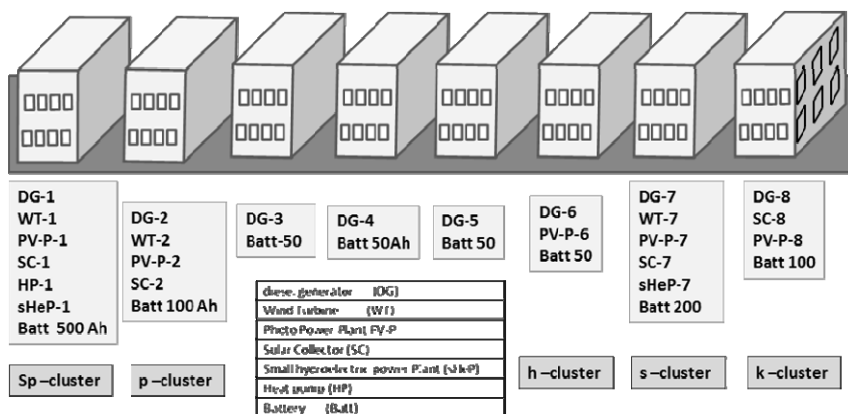 DG-1
WT-1
PV-P-1
SC-1
HP-1
sHeP-1
Batt 500 Ah
DG-2
WT-2
PV-P-2
SC-2
Batt 100 Ah
DG-3
Batt-50
DG-4
Batt 50Ah
DG-5
Batt 50
DG-6
PV-P-6
Batt 50
DG-7
WT-7
PV-P-7
SC-7
sHeP-7
Batt 200
DG-8
SC-8
PV-P-8
Batt 100
diesel generator (DG)
Wind Turbine (WT)
Photo Power Plant PV-P
Solar Collector (SC)
Small hydroelectric power Plant (sHeP)
Heat pump (HP)
Battery (Batt)
Sp-cluster
p-cluster
h-cluster
s-cluster
k-cluster